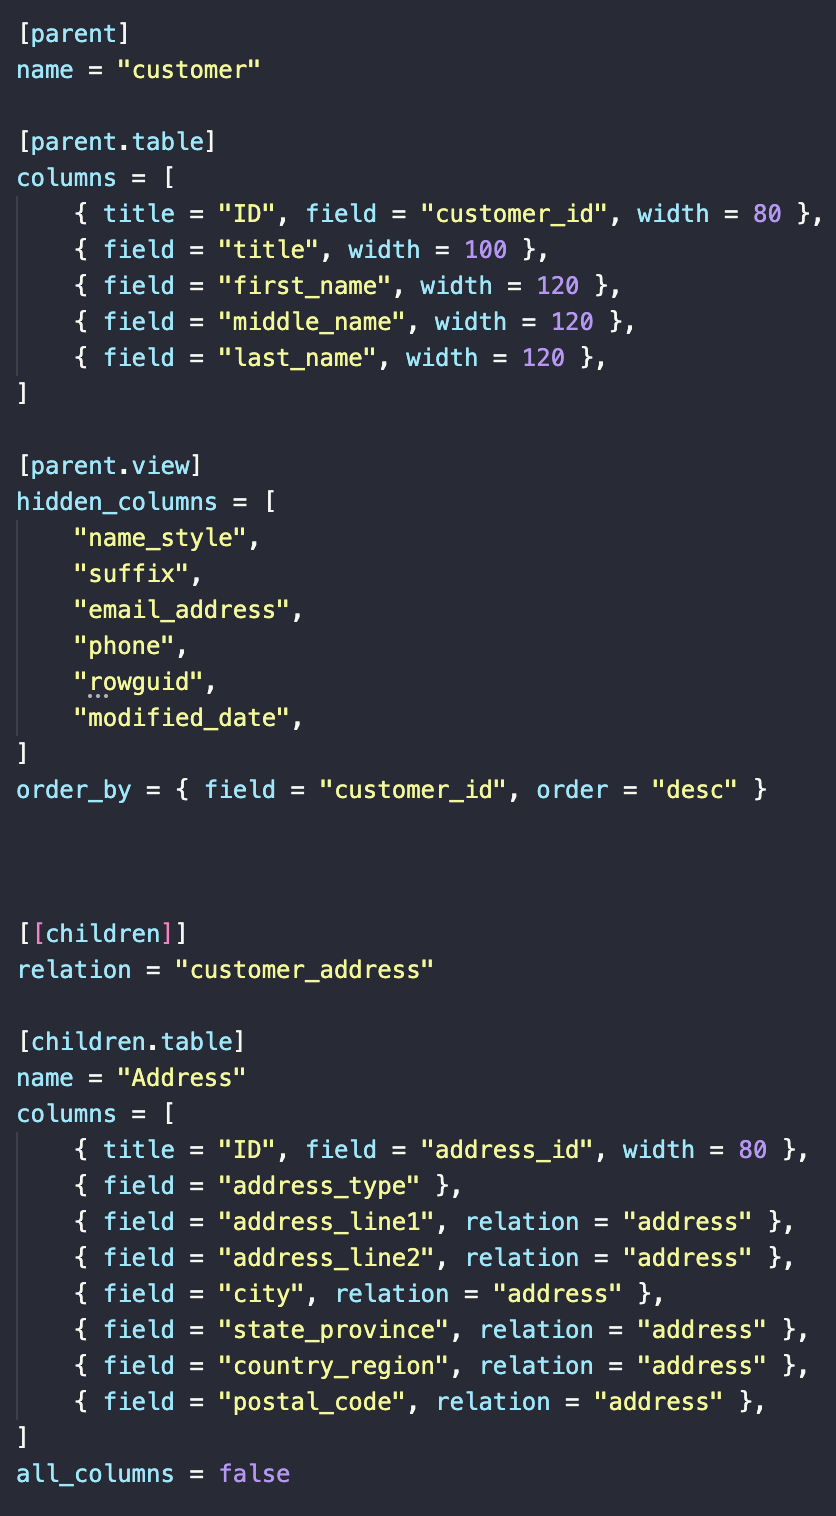 [parent]
name = "customer"
[parent.table]
columns = [
{ title = "ID", field = "customer_id", width = 80 },
{ field = "title", width = 100 },
{ field = "first_name", width = 120 },
{ field = "middle_name", width = 120 },
{ field = "last_name", width = 120 },
]
[parent.view]
hidden_columns = [
"name_style",
"suffix",
"email_address",
"phone",
"rowguid",
"modified_date",
]
order_by = { field = "customer_id", order = "desc" }
[[children]]
relation = "customer_address"
[children.table]
name = "Address"
columns = [
{ title = "ID", field = "address_id", width = 80 },
{ field = "address_type" },
{ field = "address_line1", relation = "address" },
{ field = "address_line2", relation = "address" },
{ field = "city", relation = "address" },
{ field = "state_province", relation = "address" },
{ field = "country_region", relation = "address" },
{ field = "postal_code", relation = "address" },
]
all_columns = false